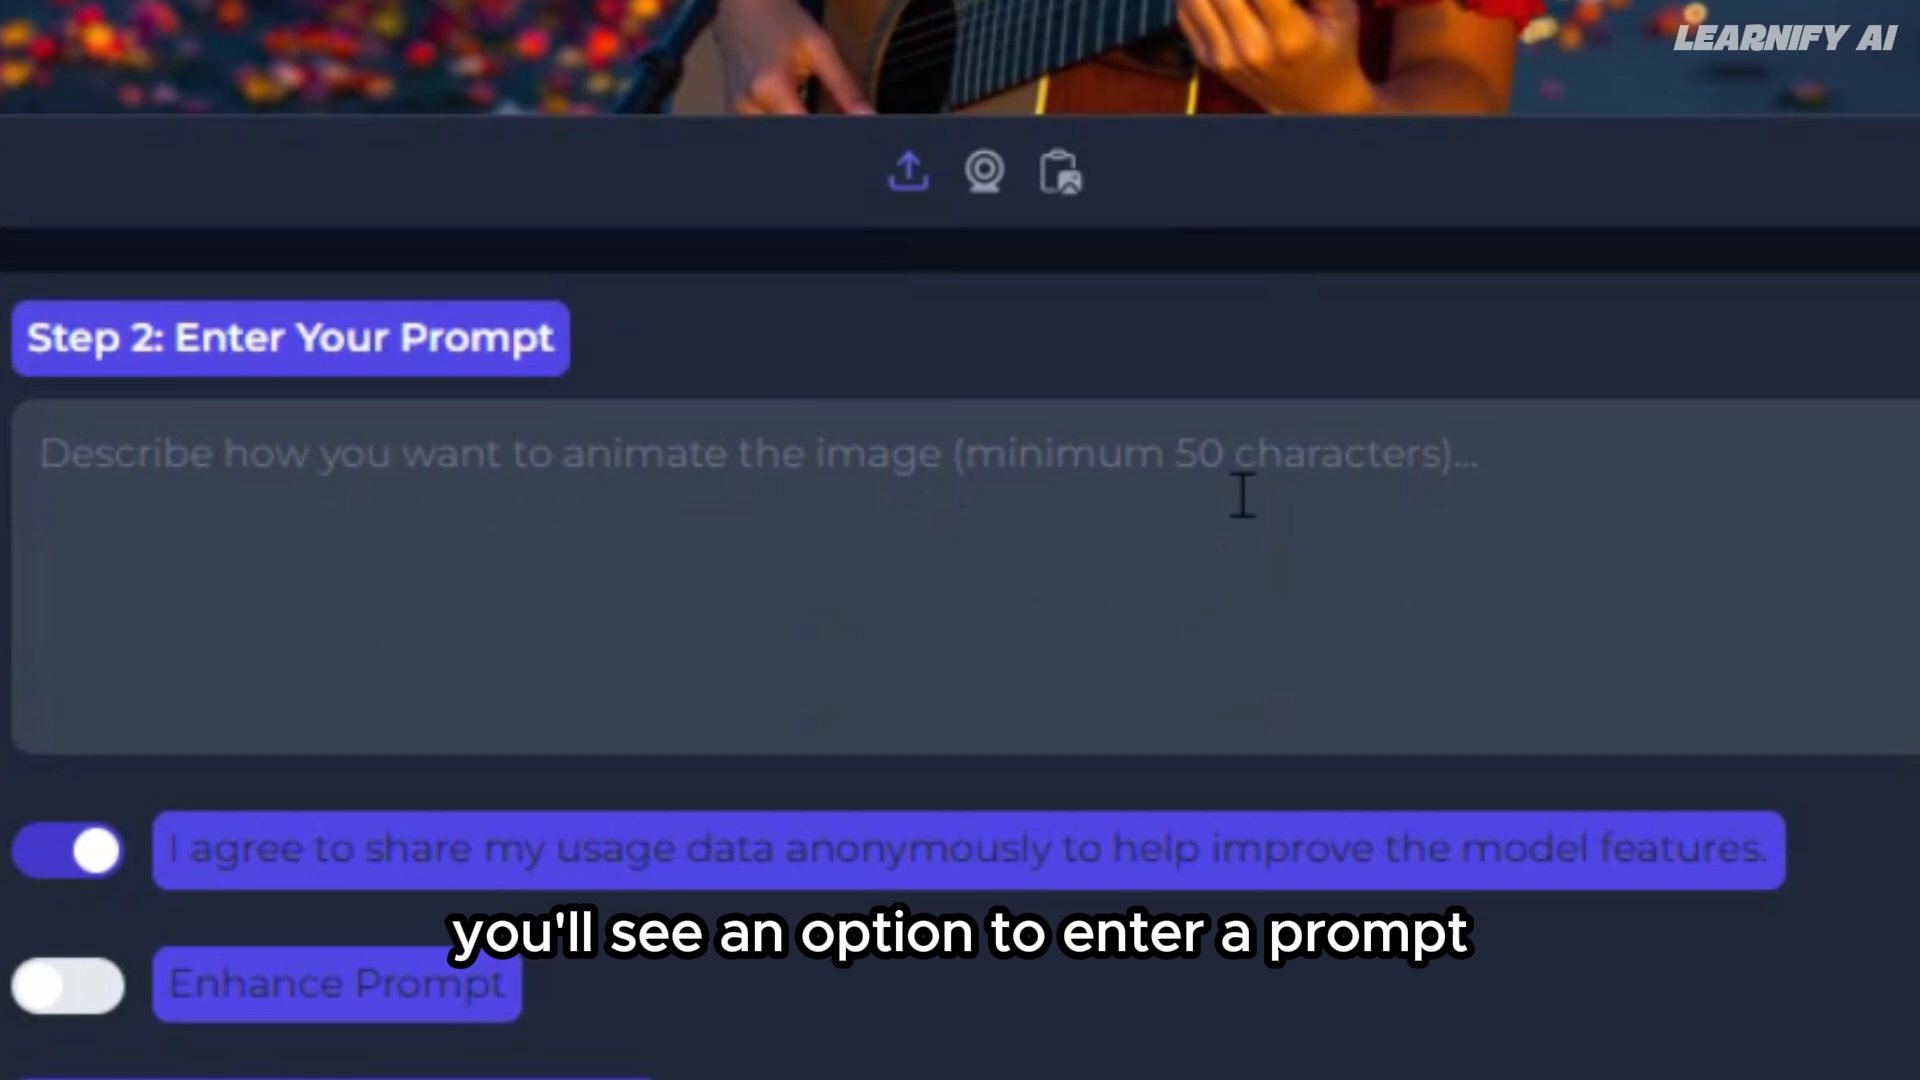 LEARNIFY AI
Step 2: Enter Your Prompt
Describe how you want to animate the image (minimum 50 characters)...
I agree to share my usage data anonymously to help improve the model features.
you'll see an option to enter a prompt
Enhance Prompt